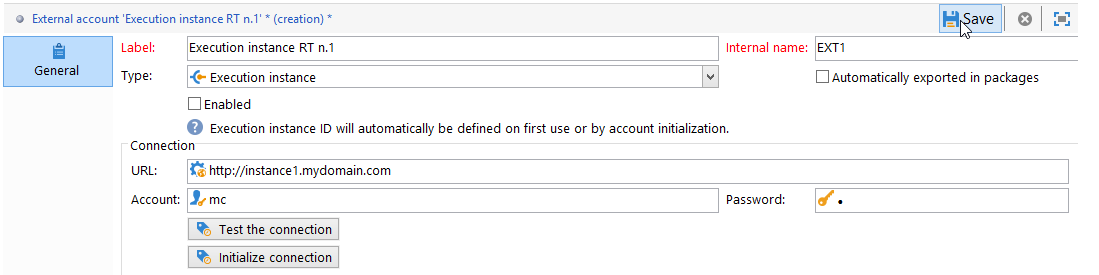 External account 'Execution instance RT n.1' * (creation) *
Save
General
Label: Execution instance RT n.1 Internal name: EXT1
Type: Execution instance Automatically exported in packages
Enabled
Execution instance ID will automatically be defined on first use or by account initialization.
Connection
URL: http://instance1.mydomain.com
Account: mc Password: •
Test the connection
Initialize connection